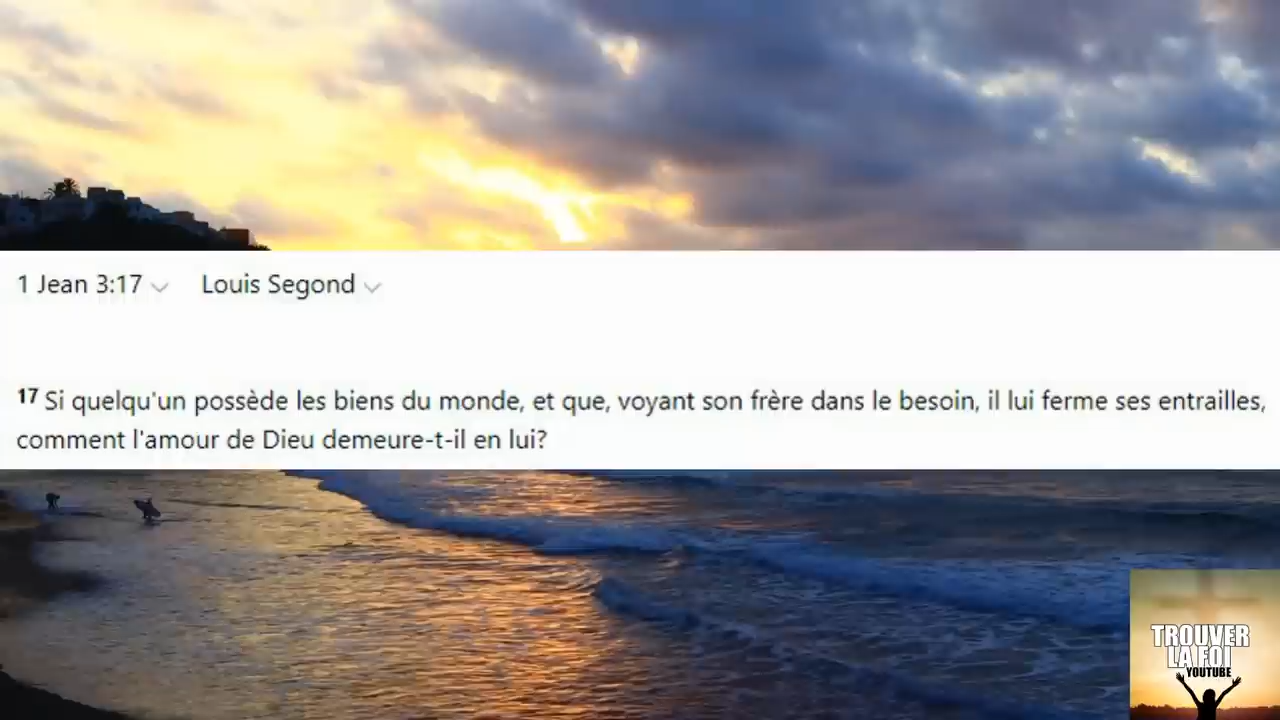 1 Jean 3:17 Louis Segond
17 Si quelqu'un possède les biens du monde, et que, voyant son frère dans le besoin, il lui ferme ses entrailles,
comment l'amour de Dieu demeure-t-il en lui?
TROUVER
LA FOI
YOUTUBE